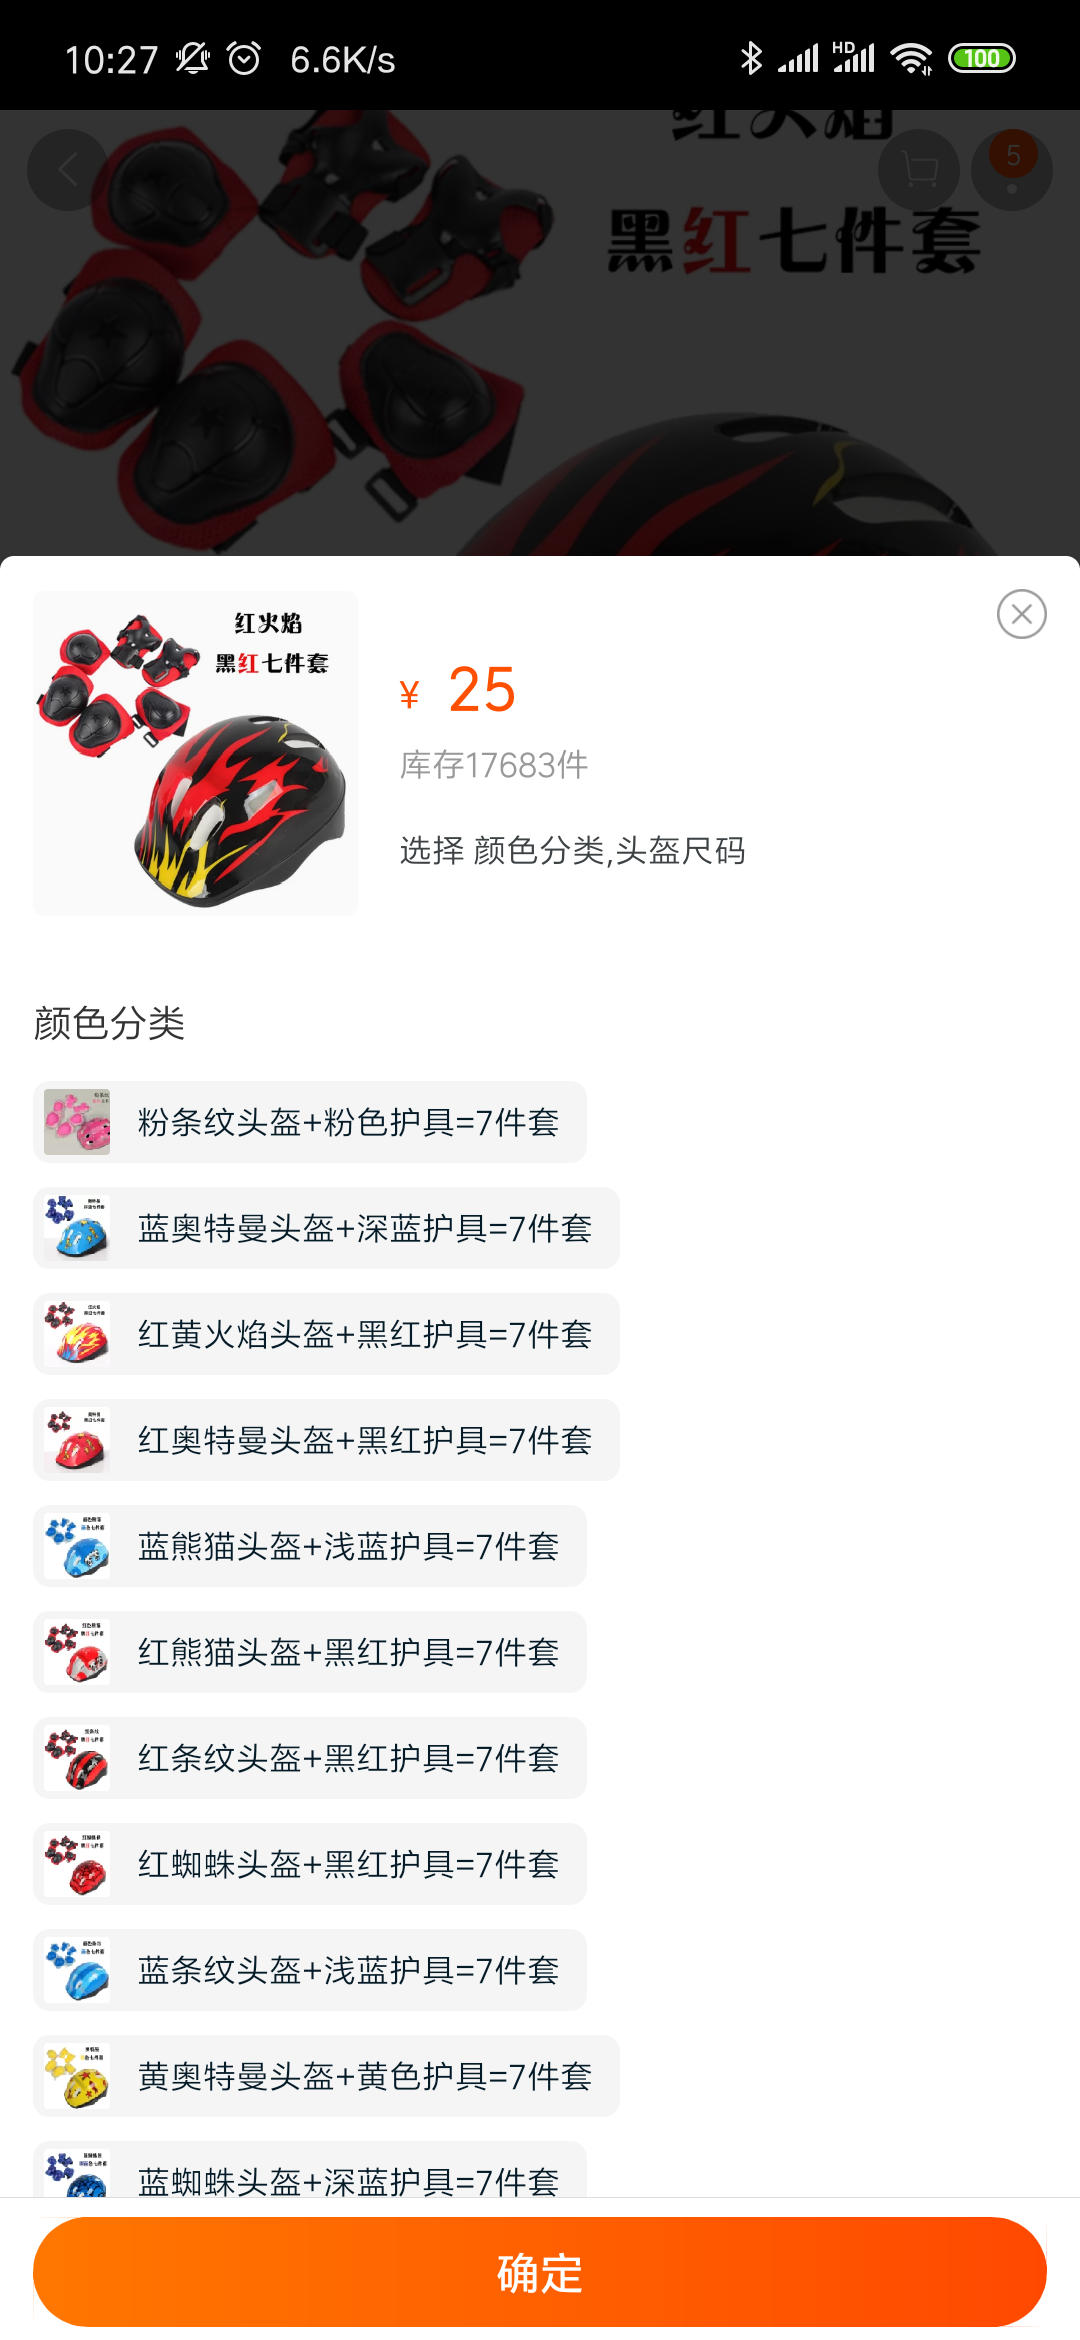 10:27 6.6K/s HD 100
红火焰
5
黑红七件套
红火焰
黑红七件套
¥ 25
库存17683件
选择 颜色分类,头盔尺码
颜色分类
粉条纹头盔+粉色护具=7件套
蓝奥特曼头盔+深蓝护具=7件套
红黄火焰头盔+黑红护具=7件套
红奥特曼头盔+黑红护具=7件套
蓝熊猫头盔+浅蓝护具=7件套
红熊猫头盔+黑红护具=7件套
红条纹头盔+黑红护具=7件套
红蜘蛛头盔+黑红护具=7件套
蓝条纹头盔+浅蓝护具=7件套
黄奥特曼头盔+黄色护具=7件套
蓝蜘蛛头盔+深蓝护具=7件套
确定